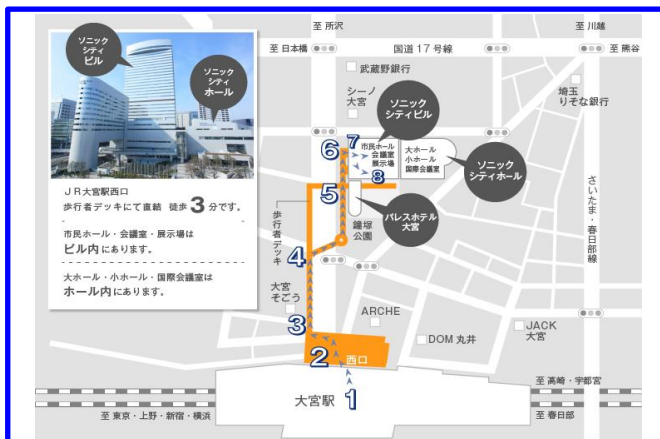 ソニック
シティ
ビル
ソニック
シティ
ホール
JR大宮駅西口
歩行者デッキにて直結 徒歩3分です。
市民ホール・会議室・展示場は
ビル内にあります。
大ホール・小ホール・国際会議室は
ホール内にあります。
至 所沢
至 川越
至 日本橋
国道17号線
至 熊谷
武蔵野銀行
シーノ
大宮
ソニック
シティビル
埼玉
りそな銀行
6
7
市民ホール
会議室
展示場
8
大ホール
小ホール
国際会議室
ソニック
シティホール
5
パレスホテル
大宮
鐘塚
公園
歩行者デッキ
さいたま・春日部線
4
大宮
そごう
3
ARCHE
DOM 丸井
JACK
大宮
2
西口
1
大宮駅
至 高崎・宇都宮
至 東京・上野・新宿・横浜
至 春日部